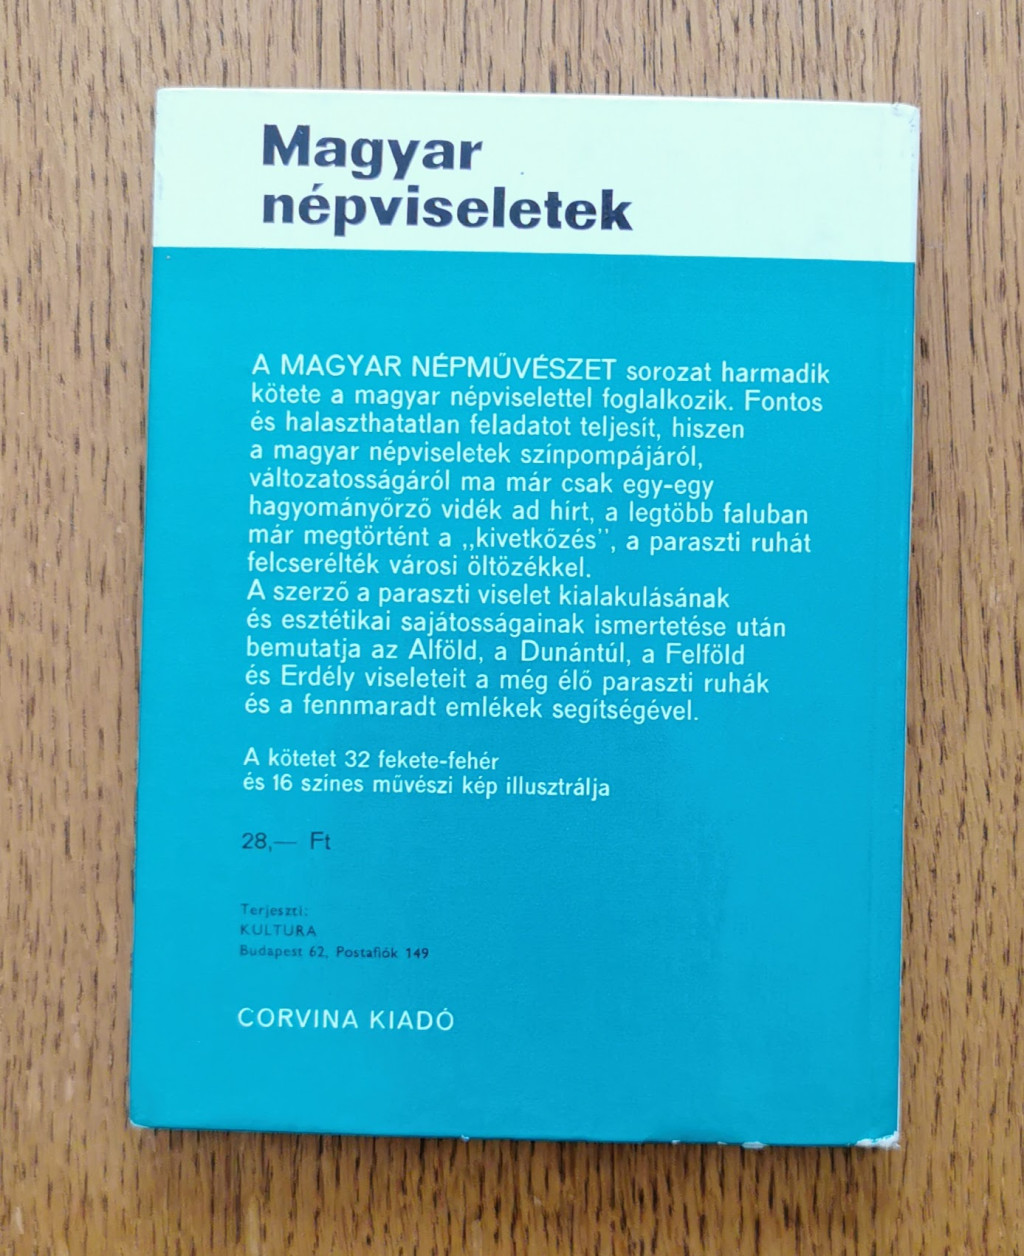 Magyar
népviseletek
A MAGYAR NÉPMŰVÉSZET sorozat harmadik
kötete a magyar népviselettel foglalkozik. Fontos
és halaszthatatlan feladatot teljesít, hiszen
a magyar népviseletek színpompájáról,
változatosságáról ma már csak egy-egy
hagyományőrző vidék ad hírt, a legtöbb faluban
már megtörtént a „kivetkőzés”, a paraszti ruhát
felcserélték városi öltözékkel.
A szerző a paraszti viselet kialakulásának
és esztétikai sajátosságainak ismertetése után
bemutatja az Alföld, a Dunántúl, a Felföld
és Erdély viseleteit a még élő paraszti ruhák
és a fennmaradt emlékek segítségével.
A kötetet 32 fekete-fehér
és 16 színes művészi kép illusztrálja
28,— Ft
Terjeszti:
KULTURA
Budapest 62, Postafiók 149
CORVINA KIADÓ